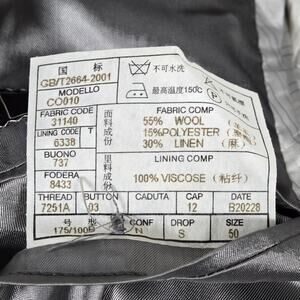 国 标
GB/T2664-2001
不可水洗
MODELLO
CO010
最高温度150C
FABRIC CODE
31140
FABRIC COMP
面料成份
55% WOOL
15%POLYESTER
30% LINEN (麻)
LINING CODE T
6338
BUONO
737
LINING COMP
里料成份
100% VISCOSE (粘纤)
FODERA
8433
THREAD BUTTON CADUTA CAP DATE
7251A 03 12 B20228
号 型 CONF DROP SIZE
175/100B N S 50